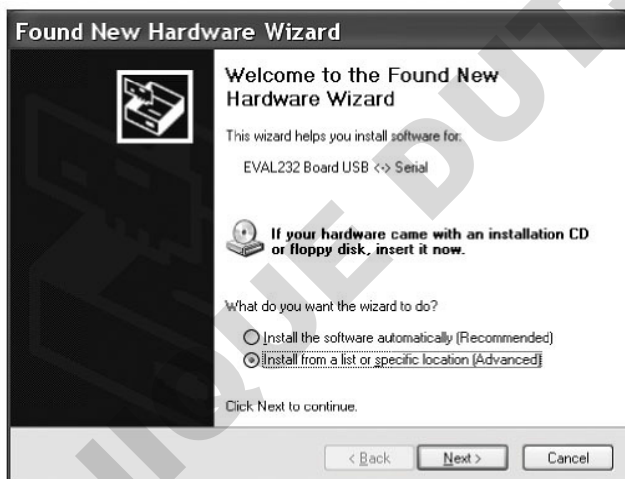 Found New Hardware Wizard
Welcome to the Found New
Hardware Wizard
This wizard helps you install software for:
EVAL232 Board USB <-> Serial
If your hardware came with an installation CD
or floppy disk, insert it now.
What do you want the wizard to do?
Install the software automatically (Recommended)
Install from a list or specific location (Advanced)
Click Next to continue.
< Back Next > Cancel